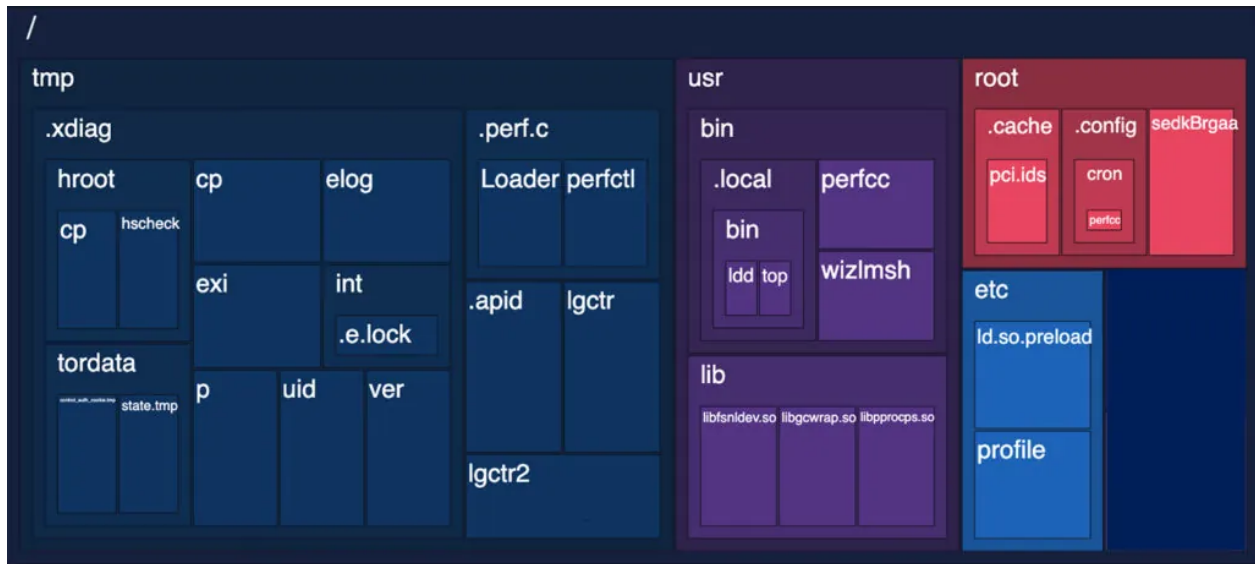 /
tmp
.xdiag
hroot
cp
hscheck
tordata
control_auth_cookie.tmp
state.tmp
cp
elog
exi
int
.e.lock
p
uid
ver
.perf.c
Loader
perfctl
.apid
lgctr
lgctr2
usr
bin
.local
bin
ldd
top
perfcc
wizlmsh
lib
libfsnldev.so
libgcwrap.so
libpprocps.so
root
.cache
pci.ids
.config
cron
perfcc
sedkBrgaa
etc
ld.so.preload
profile